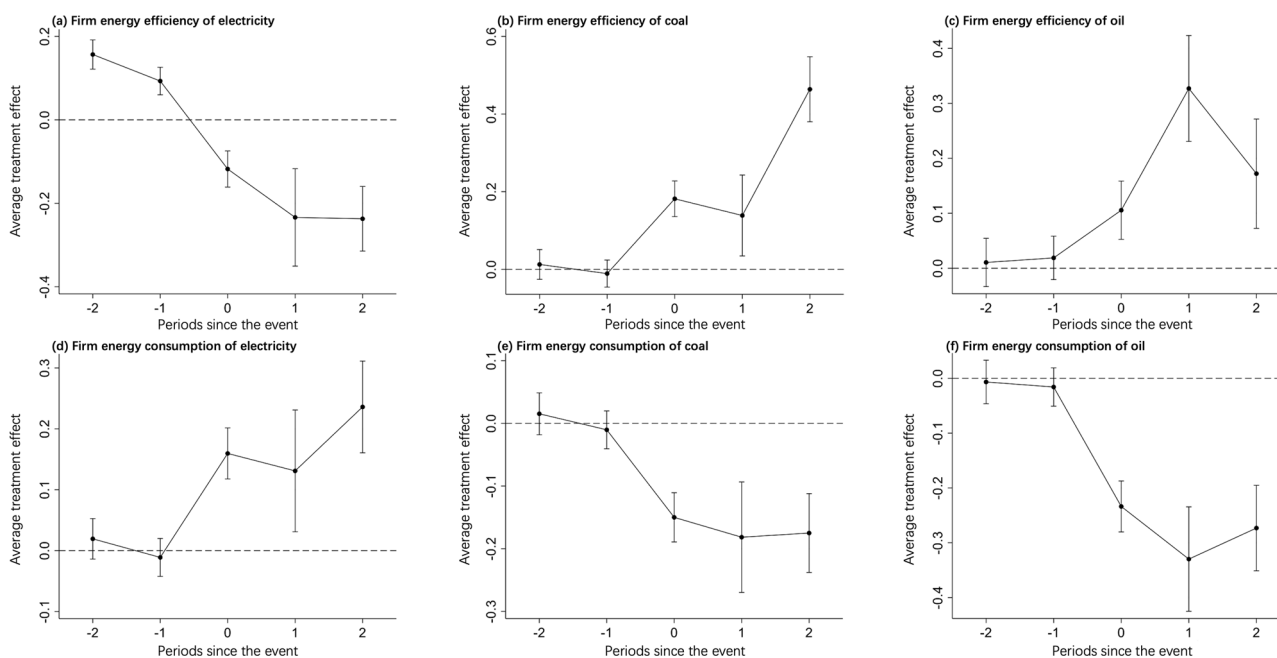 (a) Firm energy efficiency of electricity
Average treatment effect
0.2
0.0
-0.2
-0.4
-2 -1 0 1 2
Periods since the event
(b) Firm energy efficiency of coal
Average treatment effect
0.6
0.4
0.2
0.0
-2 -1 0 1 2
Periods since the event
(c) Firm energy efficiency of oil
Average treatment effect
0.4
0.3
0.2
0.1
0.0
-2 -1 0 1 2
Periods since the event
(d) Firm energy consumption of electricity
Average treatment effect
0.3
0.2
0.1
0.0
-0.1
-2 -1 0 1 2
Periods since the event
(e) Firm energy consumption of coal
Average treatment effect
0.1
0.0
-0.1
-0.2
-0.3
-2 -1 0 1 2
Periods since the event
(f) Firm energy consumption of oil
Average treatment effect
0.0
-0.1
-0.2
-0.3
-0.4
-2 -1 0 1 2
Periods since the event